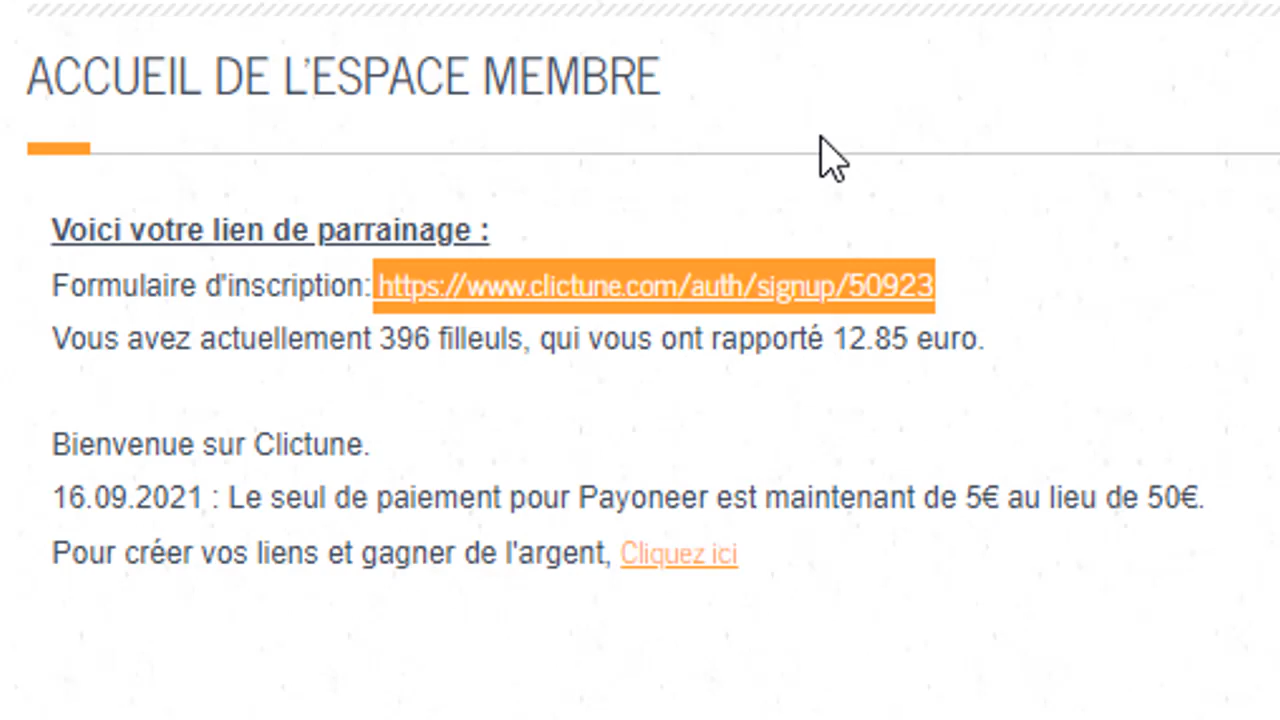 ACCUEIL DE L'ESPACE MEMBRE
Voici votre lien de parrainage :
Formulaire d'inscription: https://www.clictune.com/auth/signup/50923
Vous avez actuellement 396 filleuls, qui vous ont rapporté 12.85 euro.
Bienvenue sur Clictune.
16.09.2021 : Le seul de paiement pour Payoneer est maintenant de 5€ au lieu de 50€.
Pour créer vos liens et gagner de l'argent, Cliquez ici